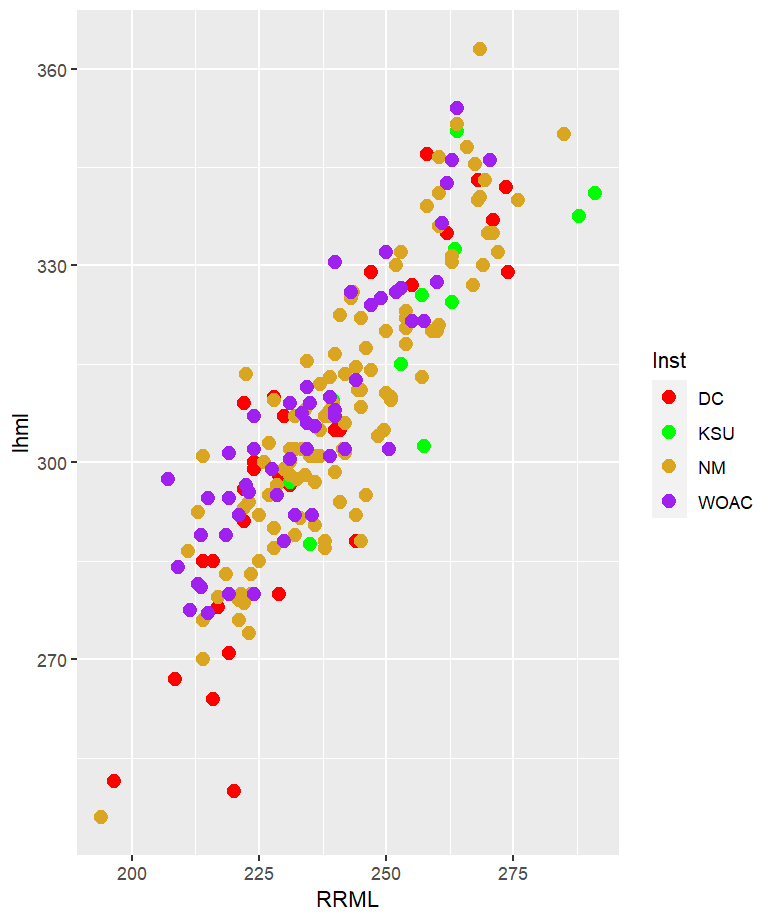 360
330
300
270
lhml
200
225
250
275
RRML
Inst
DC
KSU
NM
WOAC